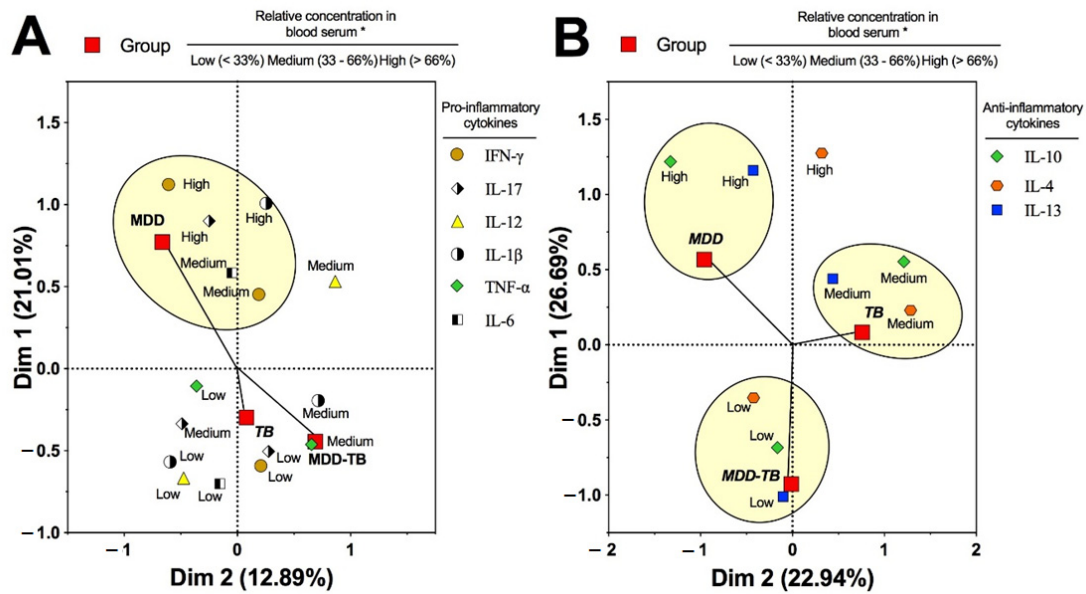 A
Group
Relative concentration in
blood serum *
Low (< 33%) Medium (33 - 66%) High (> 66%)
Pro-inflammatory
cytokines
IFN-γ
IL-17
IL-12
IL-1β
TNF-α
IL-6
Dim 1 (21.01%)
1.5
1.0
0.5
0.0
−0.5
−1.0
High
MDD
High
High
Medium
Medium
Medium
Low
Medium
Medium
TB
Medium
MDD-TB
Low
Low
Low
Low
Low
−1
0
1
Dim 2 (12.89%)
B
Group
Relative concentration in
blood serum *
Low (< 33%) Medium (33 - 66%) High (> 66%)
Anti-inflammatory
cytokines
IL-10
IL-4
IL-13
Dim 1 (26.69%)
1.5
1.0
0.5
0.0
−0.5
−1.0
High
High
High
MDD
Medium
Medium
TB
Medium
Low
Low
MDD-TB
Low
−2
−1
0
1
2
Dim 2 (22.94%)